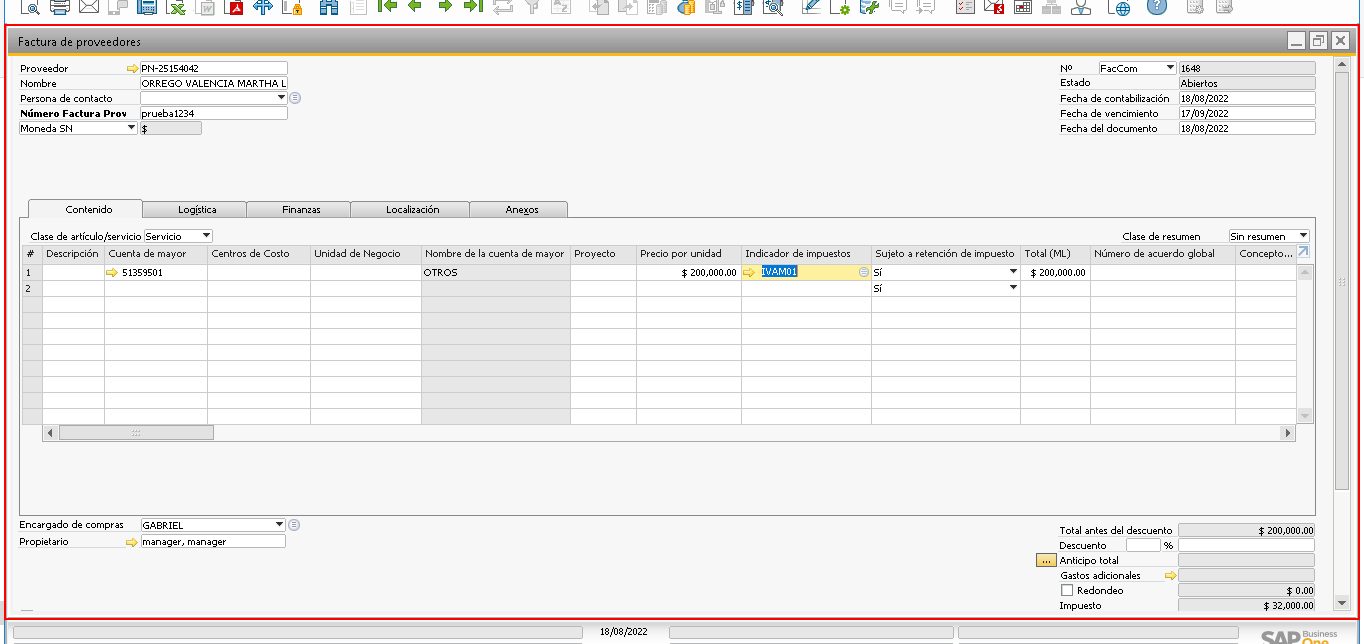 Factura de proveedores
Proveedor PN-25154042
Nombre ORREGO VALENCIA MARTHA L
Persona de contacto
Número Factura Prov prueba1234
Moneda SN $
Nº FacCom 1648
Estado Abiertos
Fecha de contabilización 18/08/2022
Fecha de vencimiento 17/09/2022
Fecha del documento 18/08/2022
Contenido Logística Finanzas Localización Anexos
Clase de artículo/servicio Servicio Clase de resumen Sin resumen
# Descripción Cuenta de mayor Centros de Costo Unidad de Negocio Nombre de la cuenta de mayor Proyecto Precio por unidad Indicador de impuestos Sujeto a retención de impuesto Total (ML) Número de acuerdo global Concepto...
1 51359501 OTROS $ 200,000.00 IVAM01 Sí $ 200,000.00
2 Sí
Encargado de compras GABRIEL
Propietario manager, manager
Total antes del descuento $ 200,000.00
Descuento %
... Anticipo total
Gastos adicionales
Redondeo $ 0.00
Impuesto $ 32,000.00
18/08/2022
SAP Business One